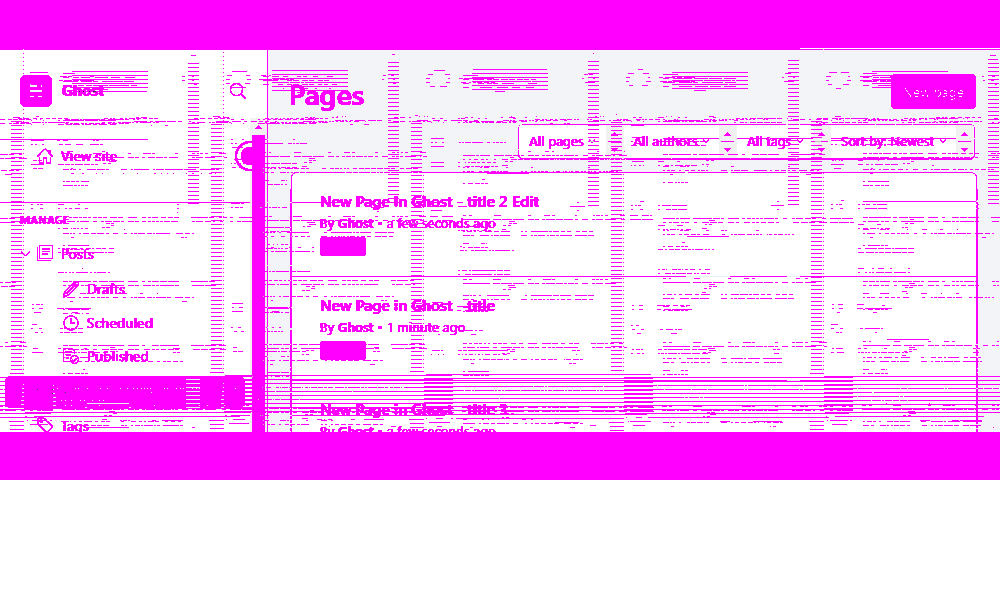 Ghost
View site
MANAGE
Posts
Drafts
Scheduled
Published
Tags
Pages
New page
All pages
All authors
All tags
Sort by: Newest
New Page in Ghost - title 2 Edit
By Ghost • a few seconds ago
New Page in Ghost - title
By Ghost • 1 minute ago
New Page in Ghost - title 3
By Ghost • a few seconds ago